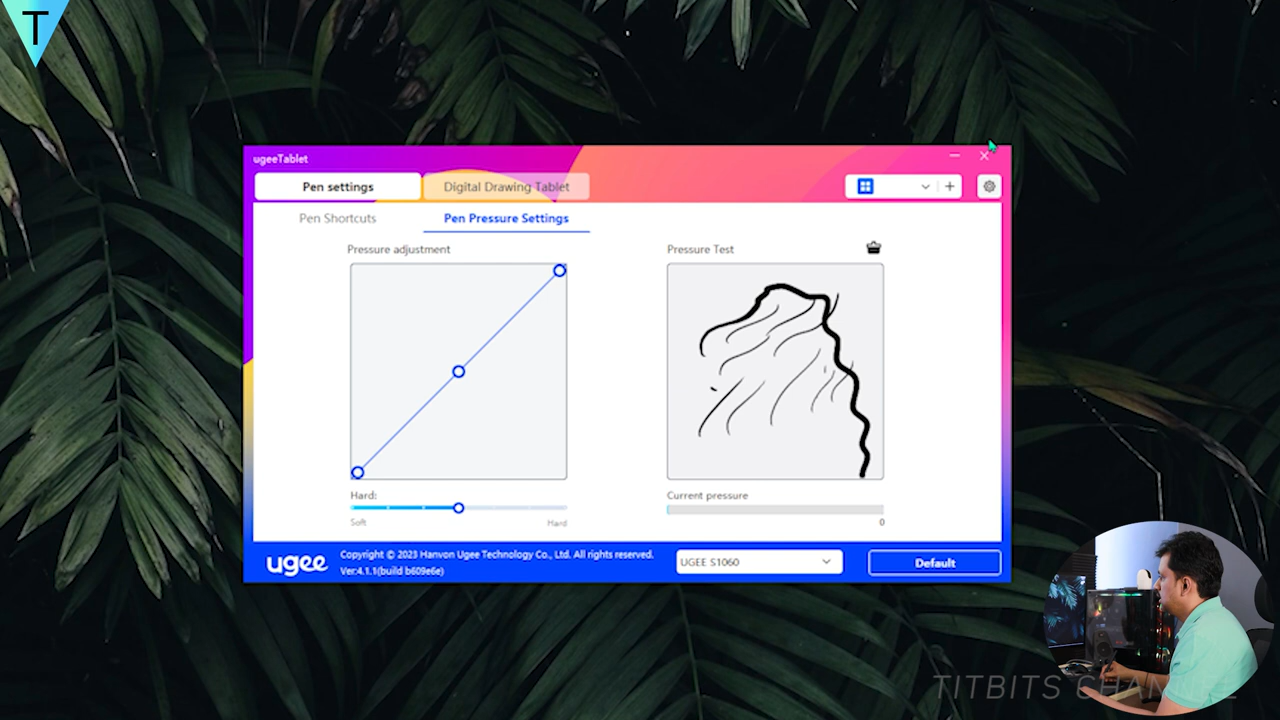 T
ugeeTablet
Pen settings
Digital Drawing Tablet
Pen Shortcuts
Pen Pressure Settings
Pressure adjustment
Pressure Test
Hard:
Soft
Hard
Current pressure
0
ugee
Copyright © 2023 Hanvon Ugee Technology Co., Ltd. All rights reserved.
Ver:4.1.1(build b609e6e)
UGEE S1060
Default
TITBITS CHANNEL